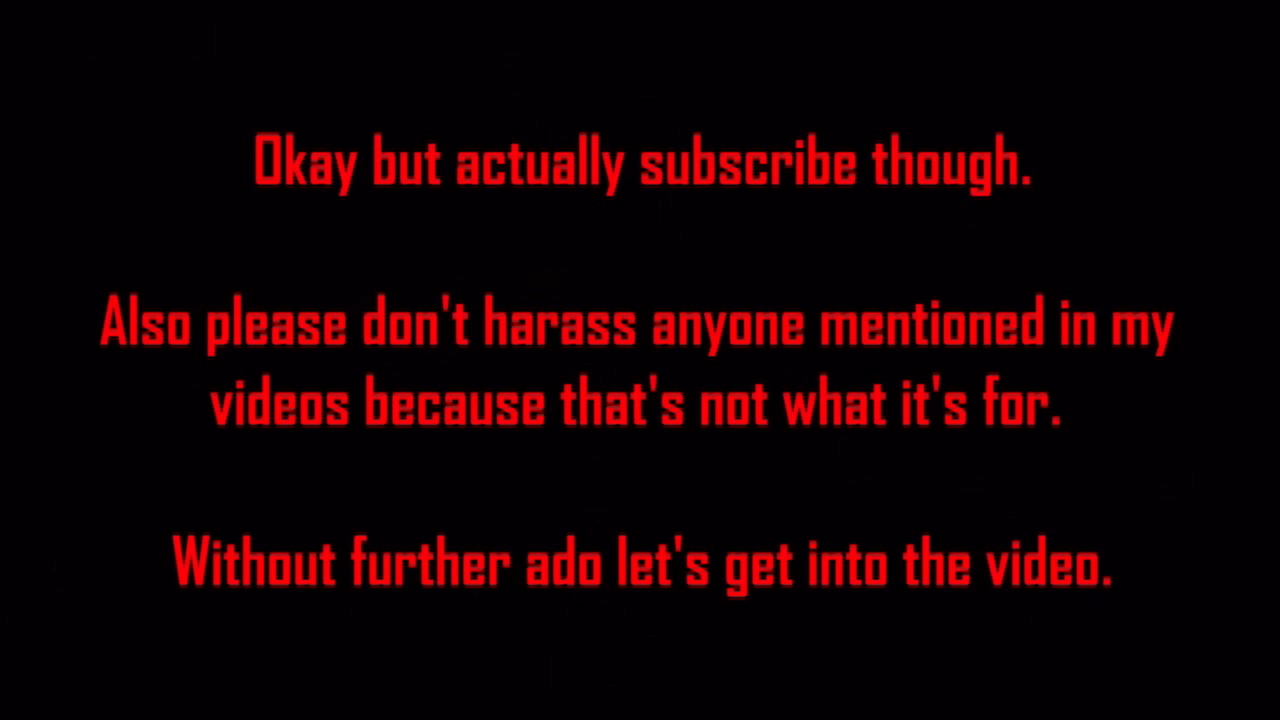 Okay but actually subscribe though.
Also please don't harass anyone mentioned in my
videos because that's not what it's for.
Without further ado let's get into the video.